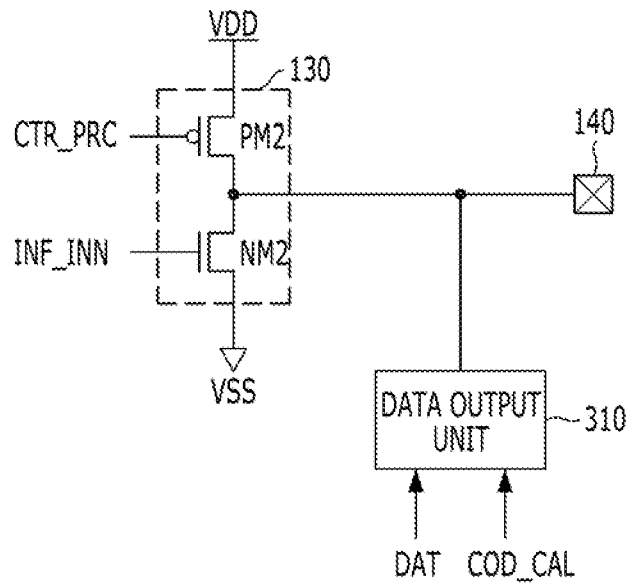 VDD
130
CTR_PRC
PM2
140
INF_INN
NM2
VSS
DATA OUTPUT
UNIT
310
DAT
COD_CAL